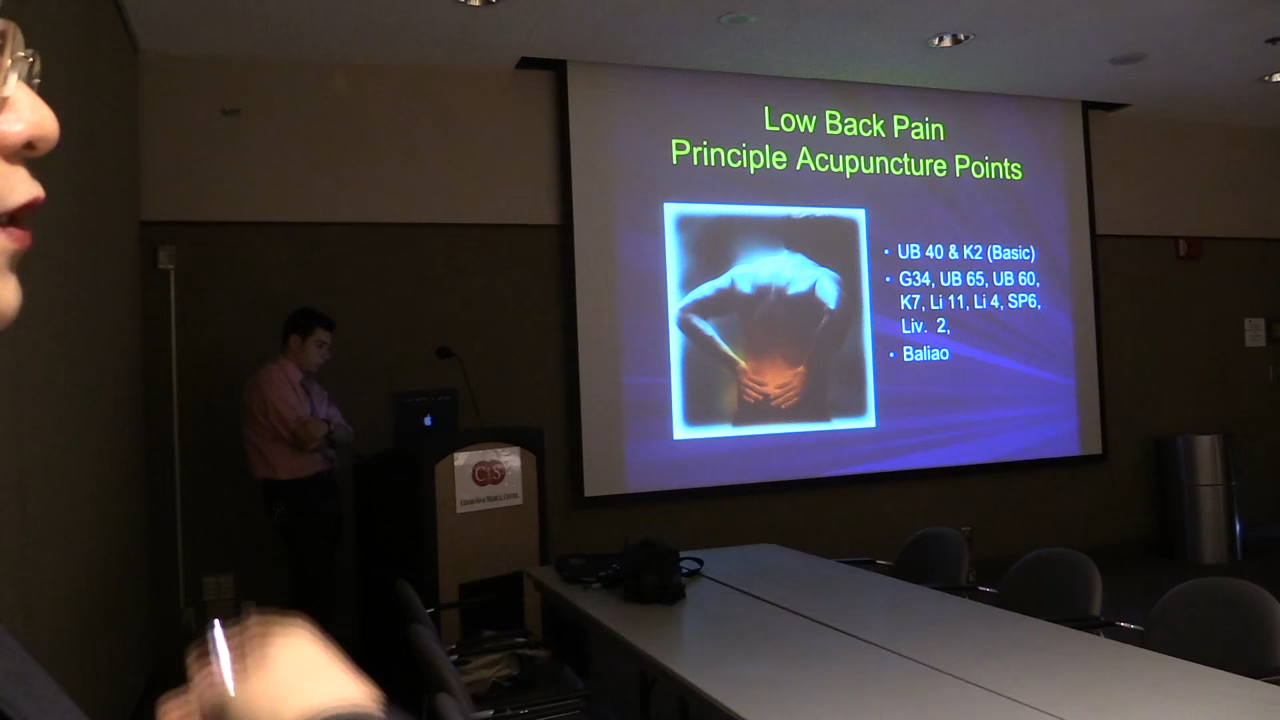 Low Back Pain
Principle Acupuncture Points
• UB 40 & K2 (Basic)
• G34, UB 65, UB 60,
K7, Li 11, Li 4, SP6,
Liv. 2,
• Baliao
CIS